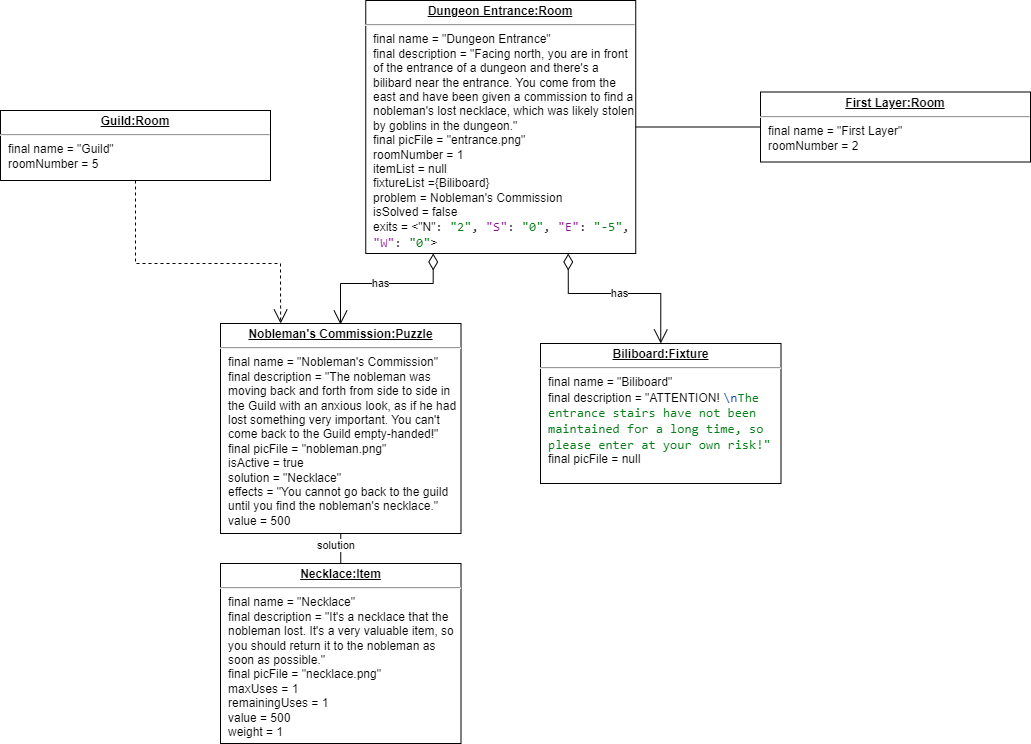 Dungeon Entrance:Room
final name = "Dungeon Entrance"
final description = "Facing north, you are in front
of the entrance of a dungeon and there's a
bilibard near the entrance. You come from the
east and have been given a commission to find a
nobleman's lost necklace, which was likely stolen
by goblins in the dungeon."
final picFile = "entrance.png"
roomNumber = 1
itemList = null
fixtureList ={Biliboard}
problem = Nobleman's Commission
isSolved = false
exits = <"N": "2", "S": "0", "E": "-5",
"W": "0">
Guild:Room
final name = "Guild"
roomNumber = 5
First Layer:Room
final name = "First Layer"
roomNumber = 2
has
has
Nobleman's Commission:Puzzle
final name = "Nobleman's Commission"
final description = "The nobleman was
moving back and forth from side to side in
the Guild with an anxious look, as if he had
lost something very important. You can't
come back to the Guild empty-handed!"
final picFile = "nobleman.png"
isActive = true
solution = "Necklace"
effects = "You cannot go back to the guild
until you find the nobleman's necklace."
value = 500
Biliboard:Fixture
final name = "Biliboard"
final description = "ATTENTION! \nThe
entrance stairs have not been
maintained for a long time, so
please enter at your own risk!"
final picFile = null
solution
Necklace:Item
final name = "Necklace"
final description = "It's a necklace that the
nobleman lost. It's a very valuable item, so
you should return it to the nobleman as
soon as possible."
final picFile = "necklace.png"
maxUses = 1
remainingUses = 1
value = 500
weight = 1